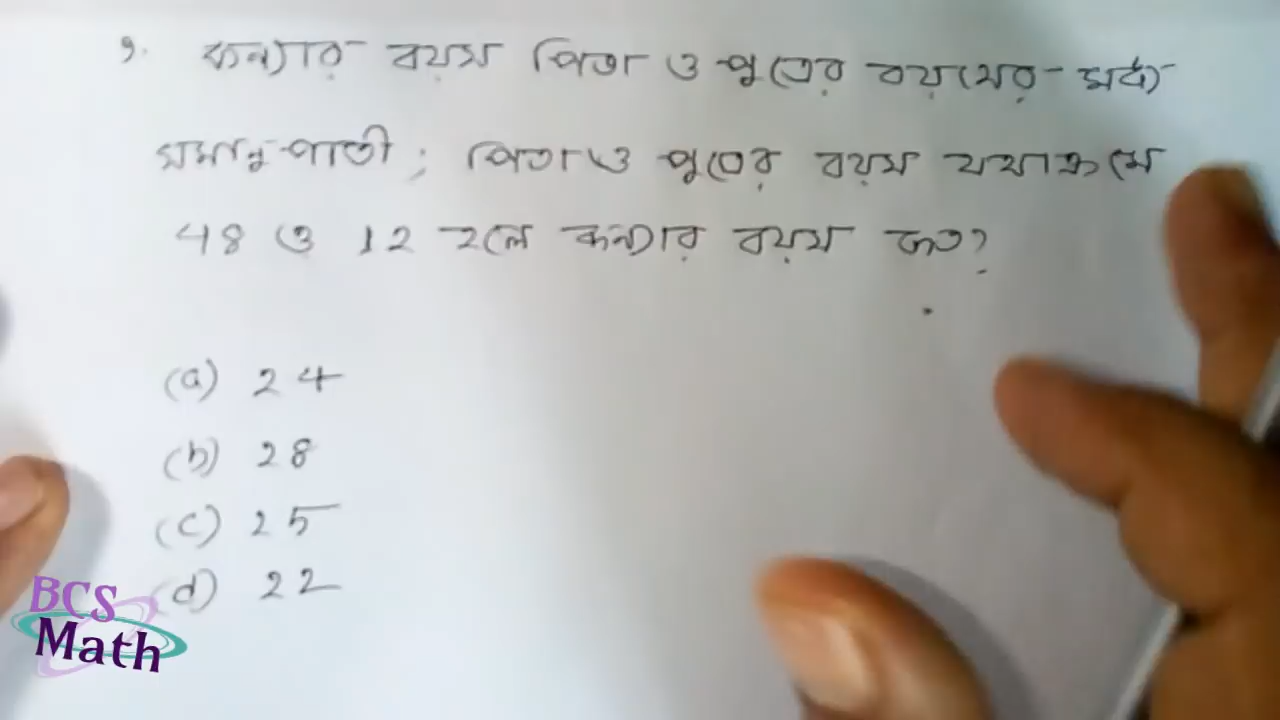 ১. কন্যার বয়স পিতা ও পুত্রের বয়সের মধ্য
সমানুপাতী ; পিতা ও পুত্রের বয়স যথাক্রমে
48 ও 12 হলে কন্যার বয়স কত?
(a) 24
(b) 28
(c) 25
(d) 22
BCS
Math